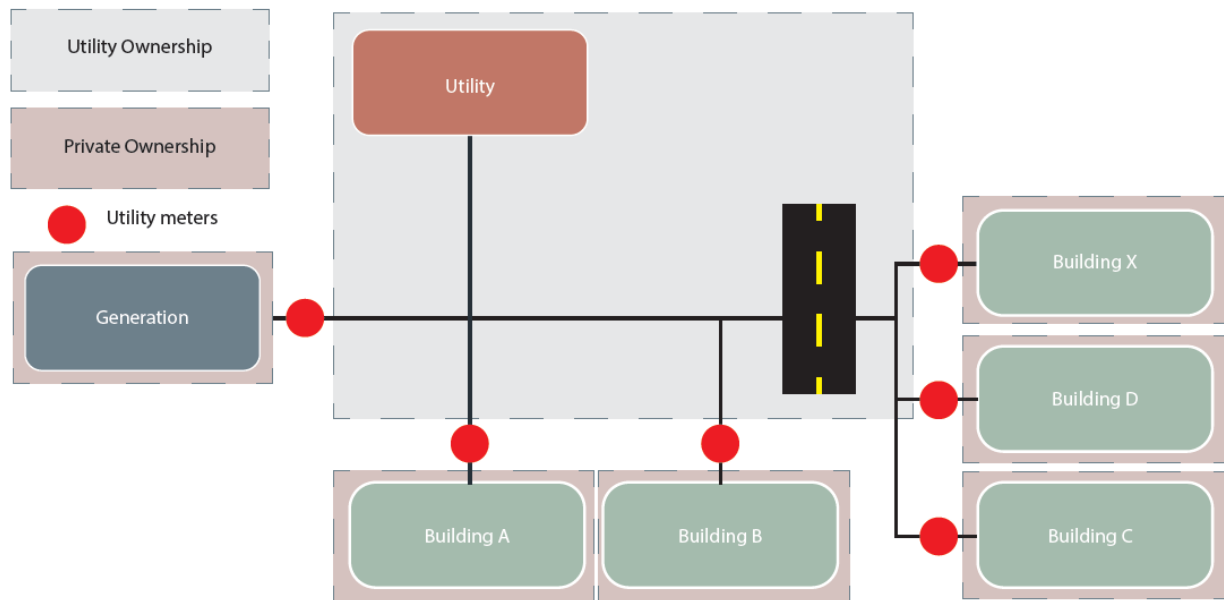 Utility Ownership
Private Ownership
Utility meters
Generation
Utility
Building A
Building B
Building X
Building D
Building C